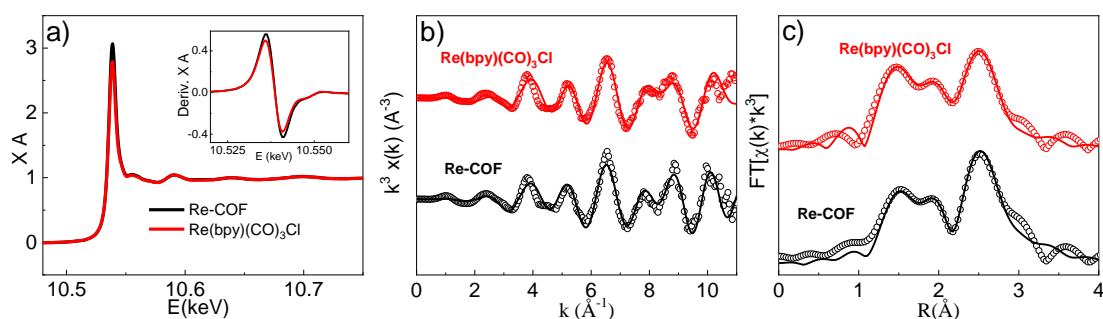 a)
X A
3
2
1
0
10.5
10.6
10.7
E(keV)
Re-COF
Re(bpy)(CO)₃Cl
Deriv. X A
0.4
0.0
-0.4
10.525
10.550
E (keV)
b)
k³ x(k) (A⁻³)
Re(bpy)(CO)₃Cl
Re-COF
0
2
4
6
8
10
k (Å⁻¹)
c)
FT[χ(k)*k³]
Re(bpy)(CO)₃Cl
Re-COF
0
1
2
3
4
R(Å)